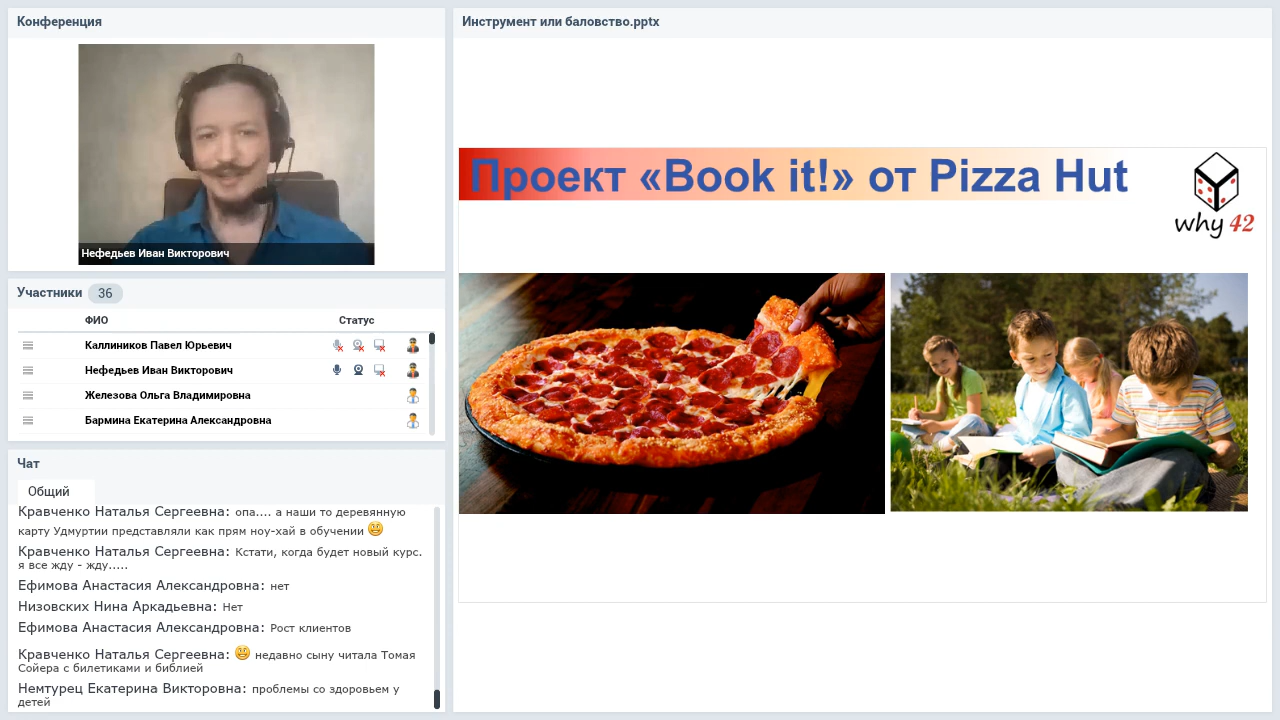 Конференция
Нефедьев Иван Викторович
Участники 36
ФИО Статус
Каллиников Павел Юрьевич
Нефедьев Иван Викторович
Железова Ольга Владимировна
Бармина Екатерина Александровна
Чат
Общий
Кравченко Наталья Сергеевна: опа.... а наши то деревянную
карту Удмуртии представляли как прям ноу-хай в обучении
Кравченко Наталья Сергеевна: Кстати, когда будет новый курс.
я все жду - жду.....
Ефимова Анастасия Александровна: нет
Низовских Нина Аркадьевна: Нет
Ефимова Анастасия Александровна: Рост клиентов
Кравченко Наталья Сергеевна: недавно сыну читала Томая
Сойера с билетиками и библией
Немтурец Екатерина Викторовна: проблемы со здоровьем у
детей
Инструмент или баловство.pptx
Проект «Book it!» от Pizza Hut
why 42